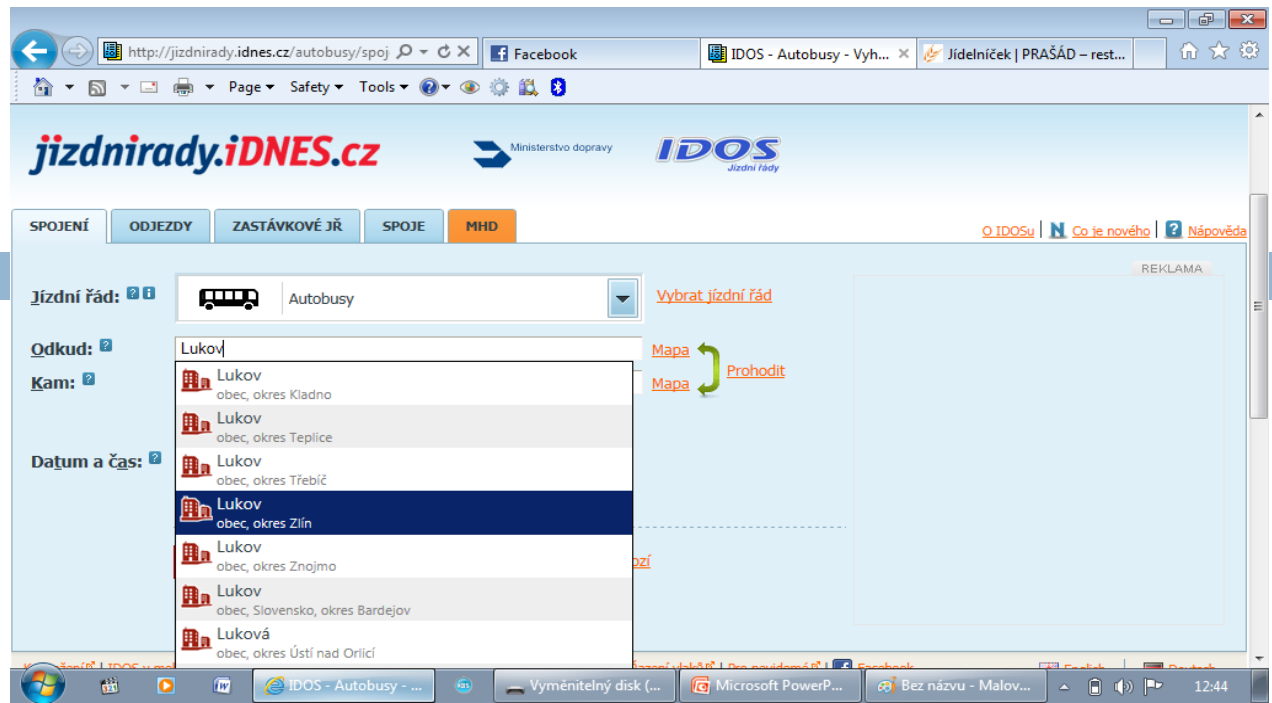 http://jizdnirady.idnes.cz/autobusy/spoj
Facebook
IDOS - Autobusy - Vyh...
Jídelníček | PRAŠÁD – rest...
Page Safety Tools
jizdnirady.iDNES.cz
Ministerstvo dopravy
IDOS
Jízdní řády
SPOJENÍ ODJEZDY ZASTÁVKOVÉ JŘ SPOJE MHD
O IDOSu | Co je nového | Nápověda
REKLAMA
Jízdní řád: Autobusy Vybrat jízdní řád
Odkud: Lukov Mapa
Prohodit
Kam: Mapa
Lukov
obec, okres Kladno
Lukov
obec, okres Teplice
Datum a čas:
Lukov
obec, okres Třebíč
Lukov
obec, okres Zlín
Lukov
obec, okres Znojmo
Lukov
obec, Slovensko, okres Bardejov
Luková
obec, okres Ústí nad Orlicí
IDOS - Autobusy - ...
Vyměnitelný disk (...
Microsoft PowerP...
Bez názvu - Malov...
12:44